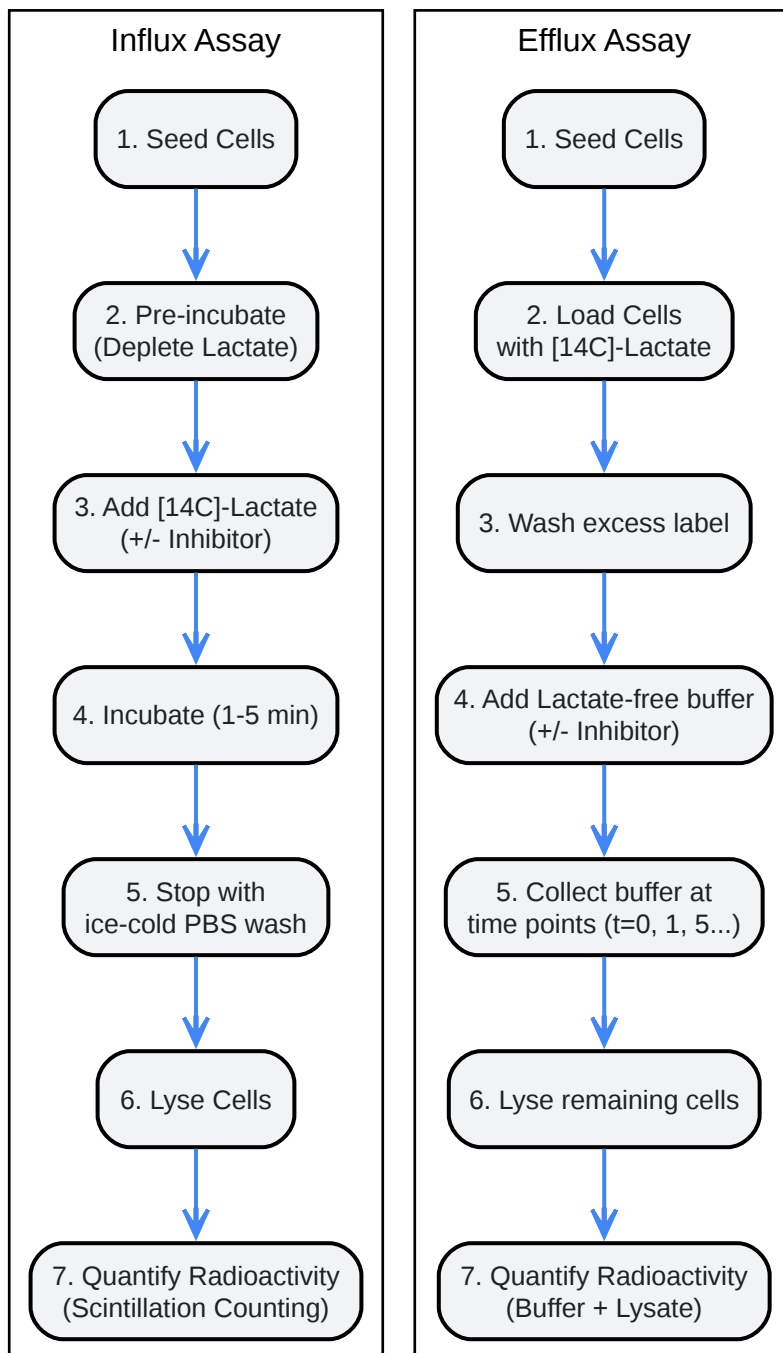 Influx Assay
1. Seed Cells
2. Pre-incubate
(Deplete Lactate)
3. Add [14C]-Lactate
(+/- Inhibitor)
4. Incubate (1-5 min)
5. Stop with
ice-cold PBS wash
6. Lyse Cells
7. Quantify Radioactivity
(Scintillation Counting)
Efflux Assay
1. Seed Cells
2. Load Cells
with [14C]-Lactate
3. Wash excess label
4. Add Lactate-free buffer
(+/- Inhibitor)
5. Collect buffer at
time points (t=0, 1, 5...)
6. Lyse remaining cells
7. Quantify Radioactivity
(Buffer + Lysate)